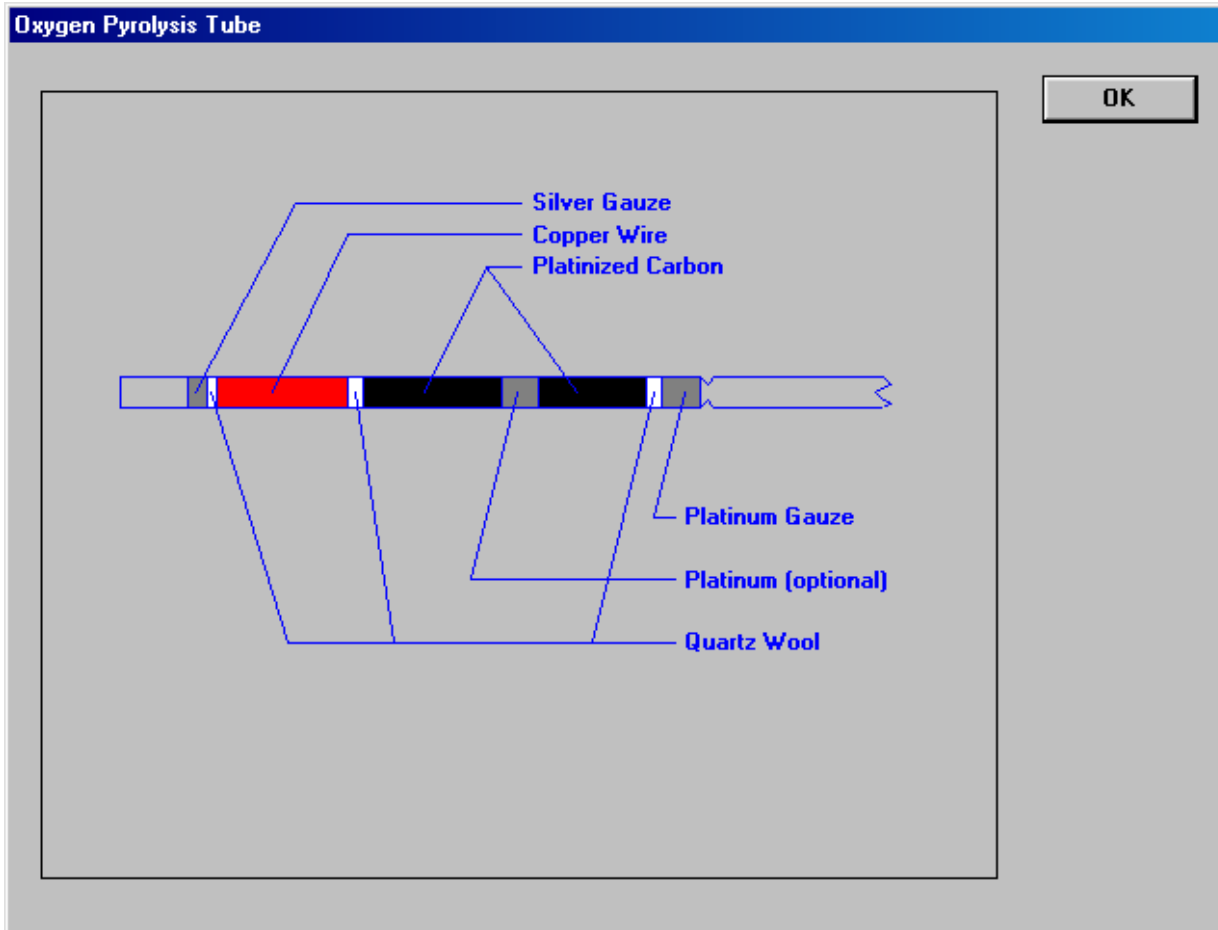 Oxygen Pyrolysis Tube
OK
Silver Gauze
Copper Wire
Platinized Carbon
Platinum Gauze
Platinum (optional)
Quartz Wool